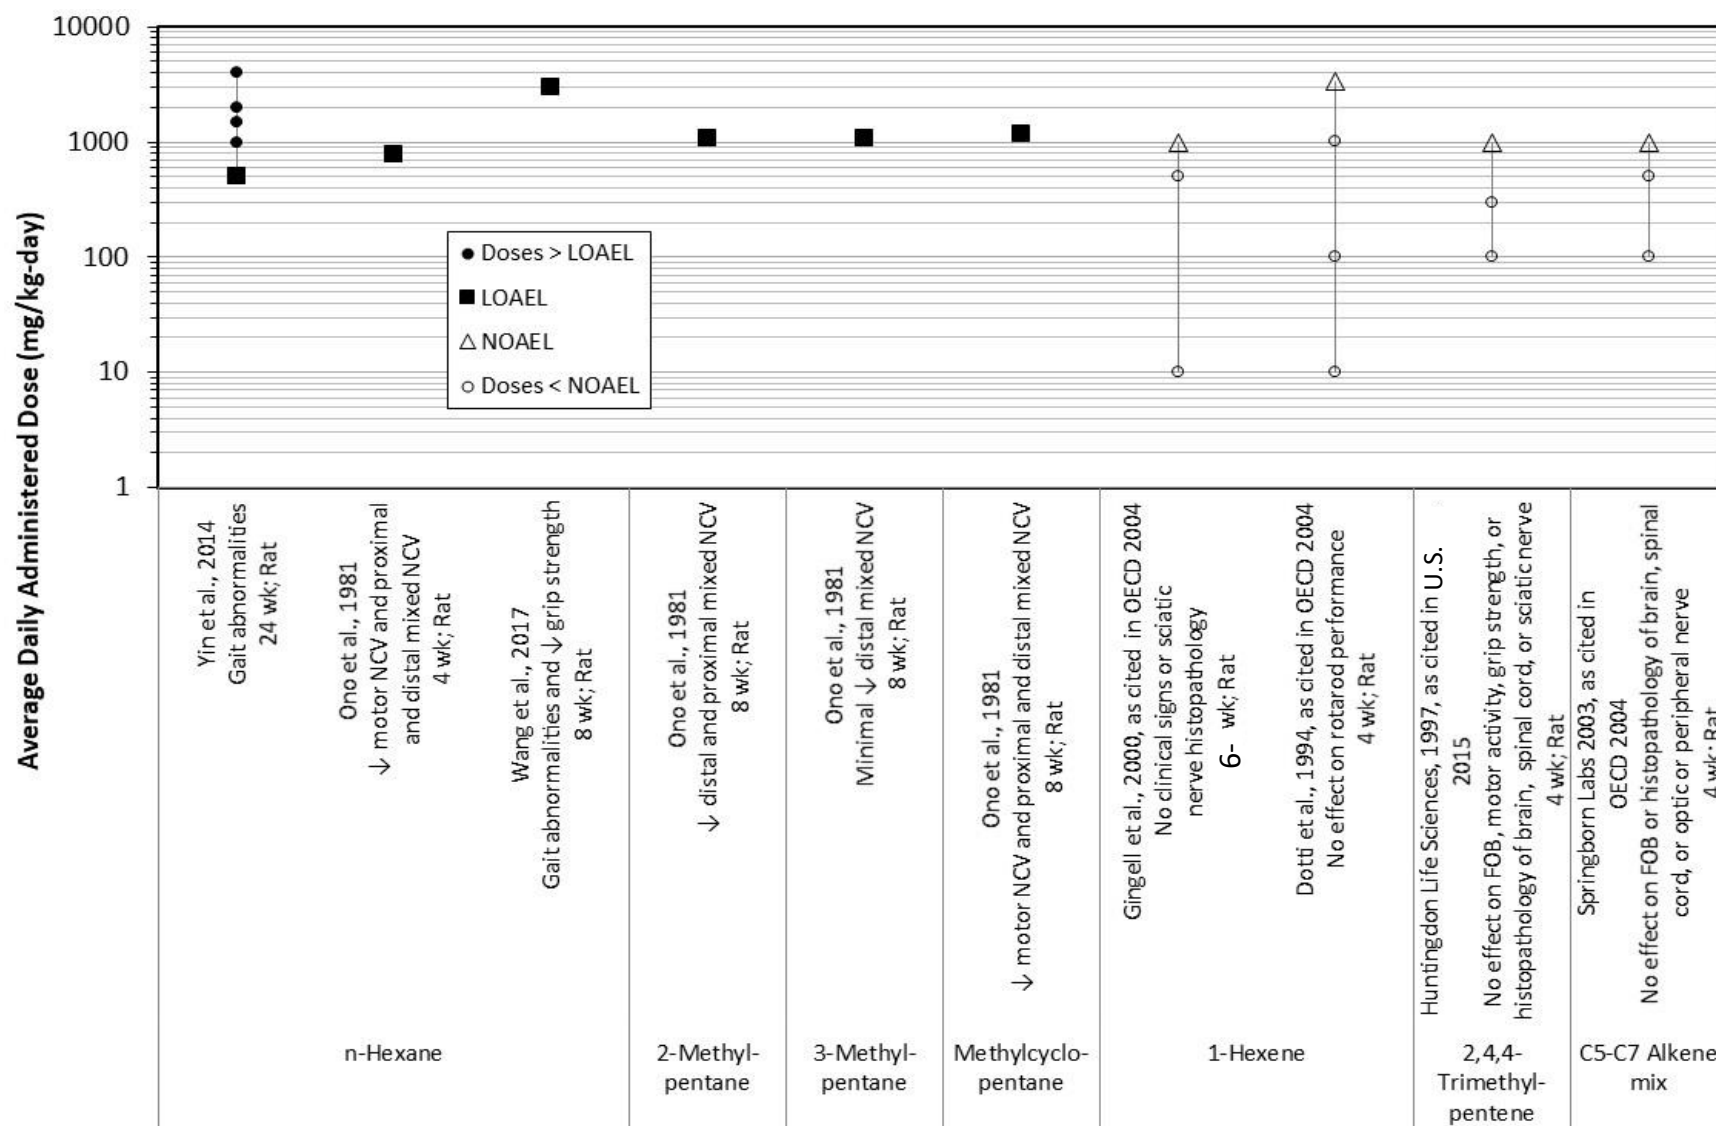 Average Daily Administered Dose (mg/kg-day)
10000
1000
100
10
1
Doses > LOAEL
LOAEL
NOAEL
Doses < NOAEL
Yin et al., 2014
Gait abnormalities
24 wk; Rat
Ono et al., 1981
↓ motor NCV and proximal
and distal mixed NCV
4 wk; Rat
Wang et al., 2017
Gait abnormalities and ↓ grip strength
8 wk; Rat
Ono et al., 1981
↓ distal and proximal mixed NCV
8 wk; Rat
Ono et al., 1981
Minimal ↓ distal mixed NCV
8 wk; Rat
Ono et al., 1981
↓ motor NCV and proximal and distal mixed NCV
8 wk; Rat
Gingell et al., 2000, as cited in OECD 2004
No clinical signs or sciatic
nerve histopathology
6- wk; Rat
Dotti et al., 1994, as cited in OECD 2004
No effect on rotarod performance
4 wk; Rat
Huntingdon Life Sciences, 1997, as cited in U.S.
2015
No effect on FOB, motor activity, grip strength, or
histopathology of brain, spinal cord, or sciatic nerve
4 wk; Rat
Springborn Labs 2003, as cited in
OECD 2004
No effect on FOB or histopathology of brain, spinal
cord, or optic or peripheral nerve
4 wk; Rat
n-Hexane
2-Methyl-
pentane
3-Methyl-
pentane
Methylcyclo-
pentane
1-Hexene
2,4,4-
Trimethyl-
pentene
C5-C7 Alkene
mix